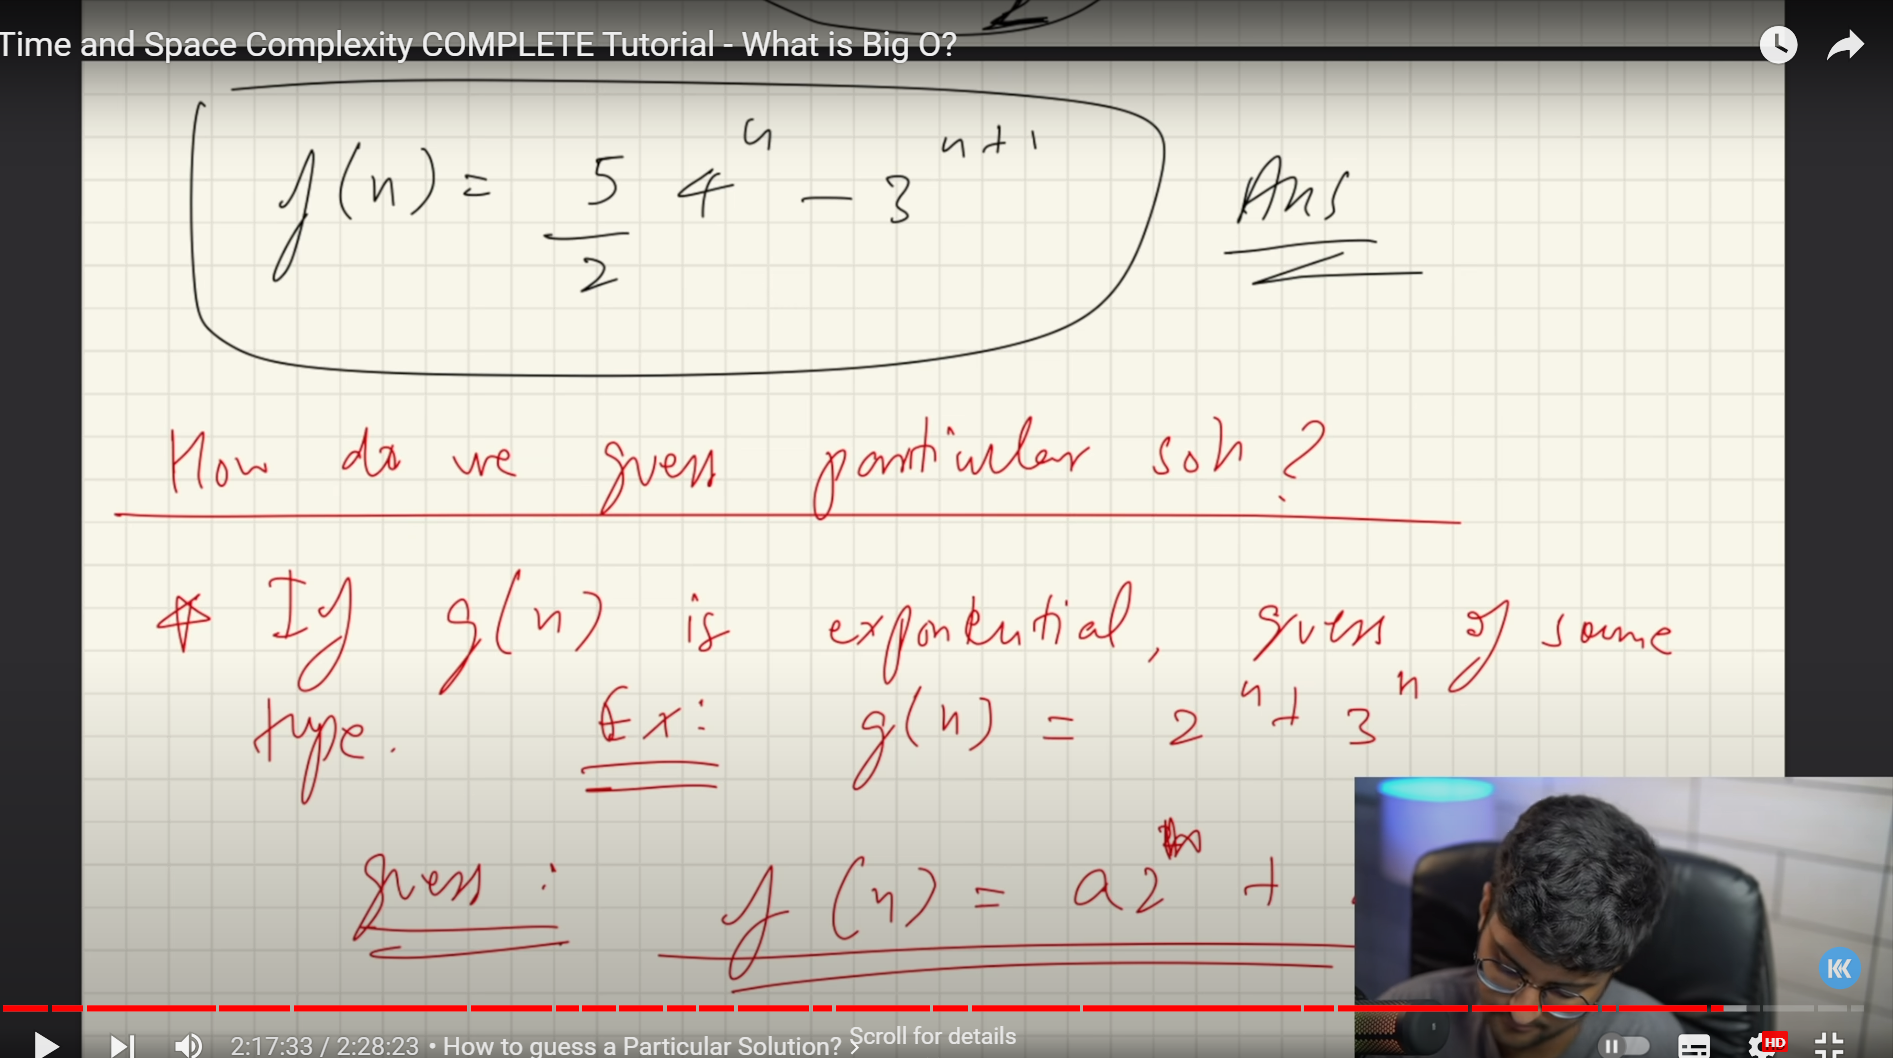 Time and Space Complexity COMPLETE Tutorial - What is Big O?
f(n) = 5/2 4^n - 3^(n+1) Ans
How do we guess particular soln?
* If g(n) is exponential, guess of same
type. Ex: g(n) = 2^n + 3^n
guess: f(n) = a2^n +
2:17:33 / 2:28:23 • How to guess a Particular Solution? >
Scroll for details
HD